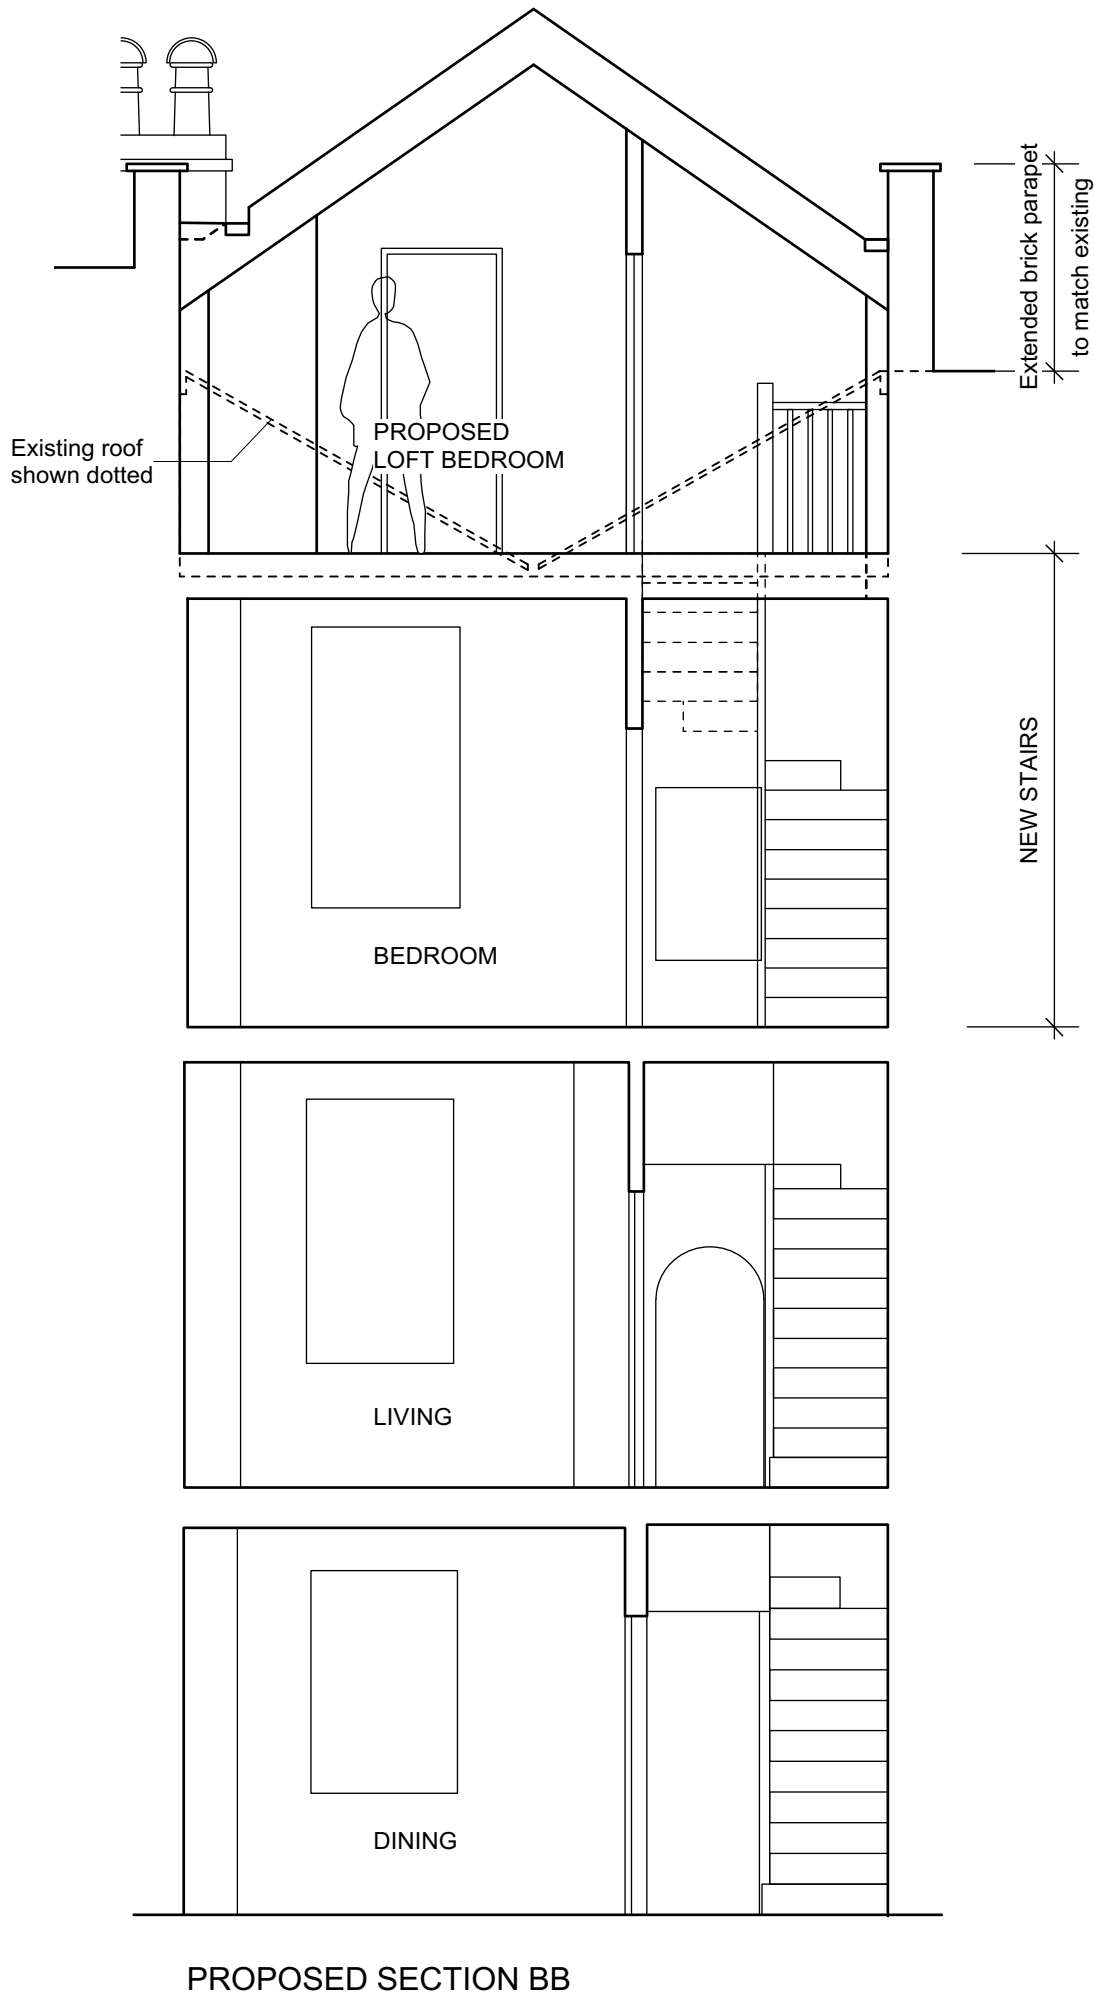 Extended brick parapet
to match existing
Existing roof
shown dotted
PROPOSED
LOFT BEDROOM
NEW STAIRS
BEDROOM
LIVING
DINING
PROPOSED SECTION BB